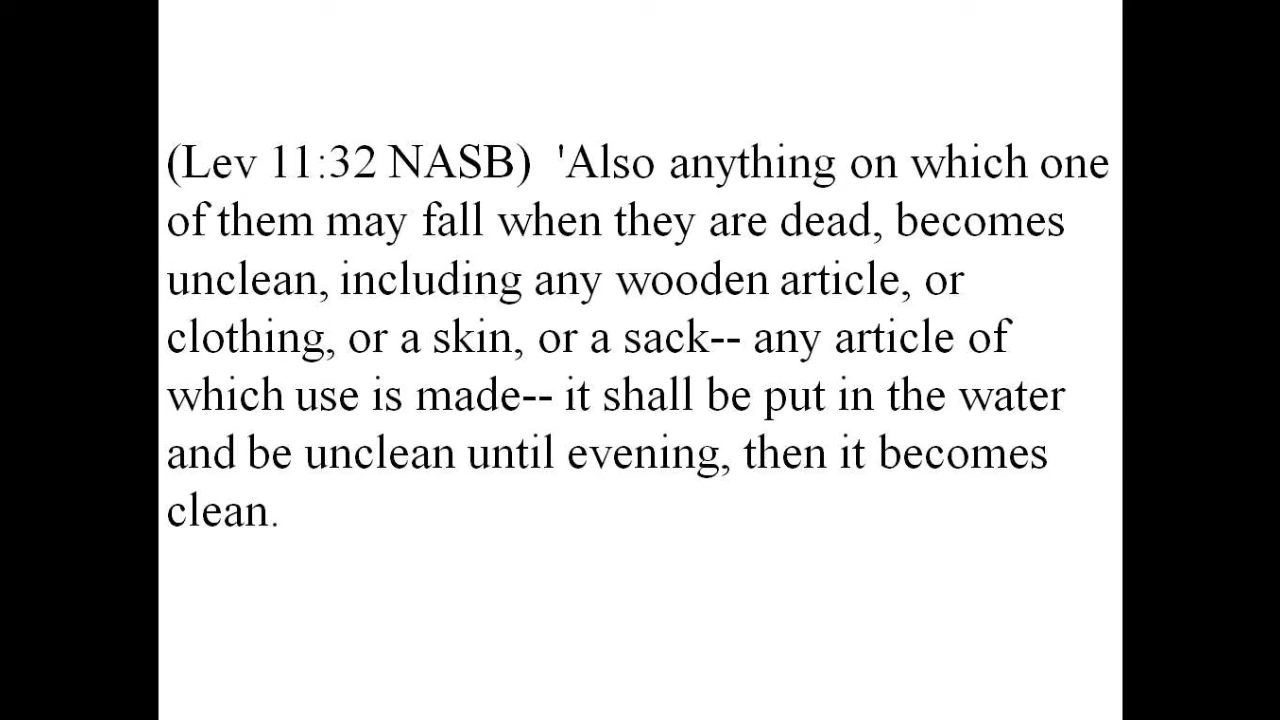 (Lev 11:32 NASB)  'Also anything on which one
of them may fall when they are dead, becomes
unclean, including any wooden article, or
clothing, or a skin, or a sack-- any article of
which use is made-- it shall be put in the water
and be unclean until evening, then it becomes
clean.